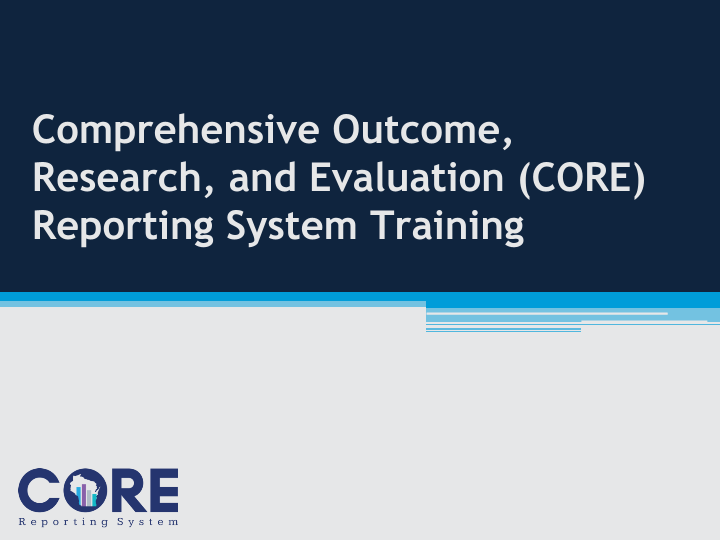 Comprehensive Outcome,
Research, and Evaluation (CORE)
Reporting System Training
CORE
Reporting System